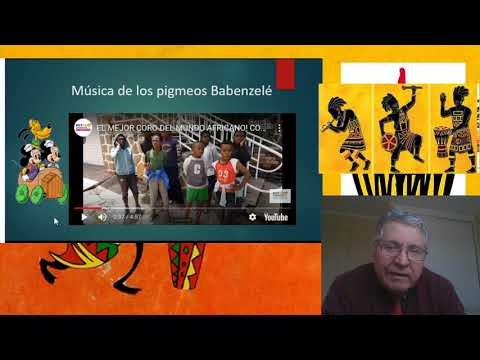 Música de los pigmeos Babenzelé
EL MEJOR CORO DEL MUNDO AFRICANO! CO...
YouTube